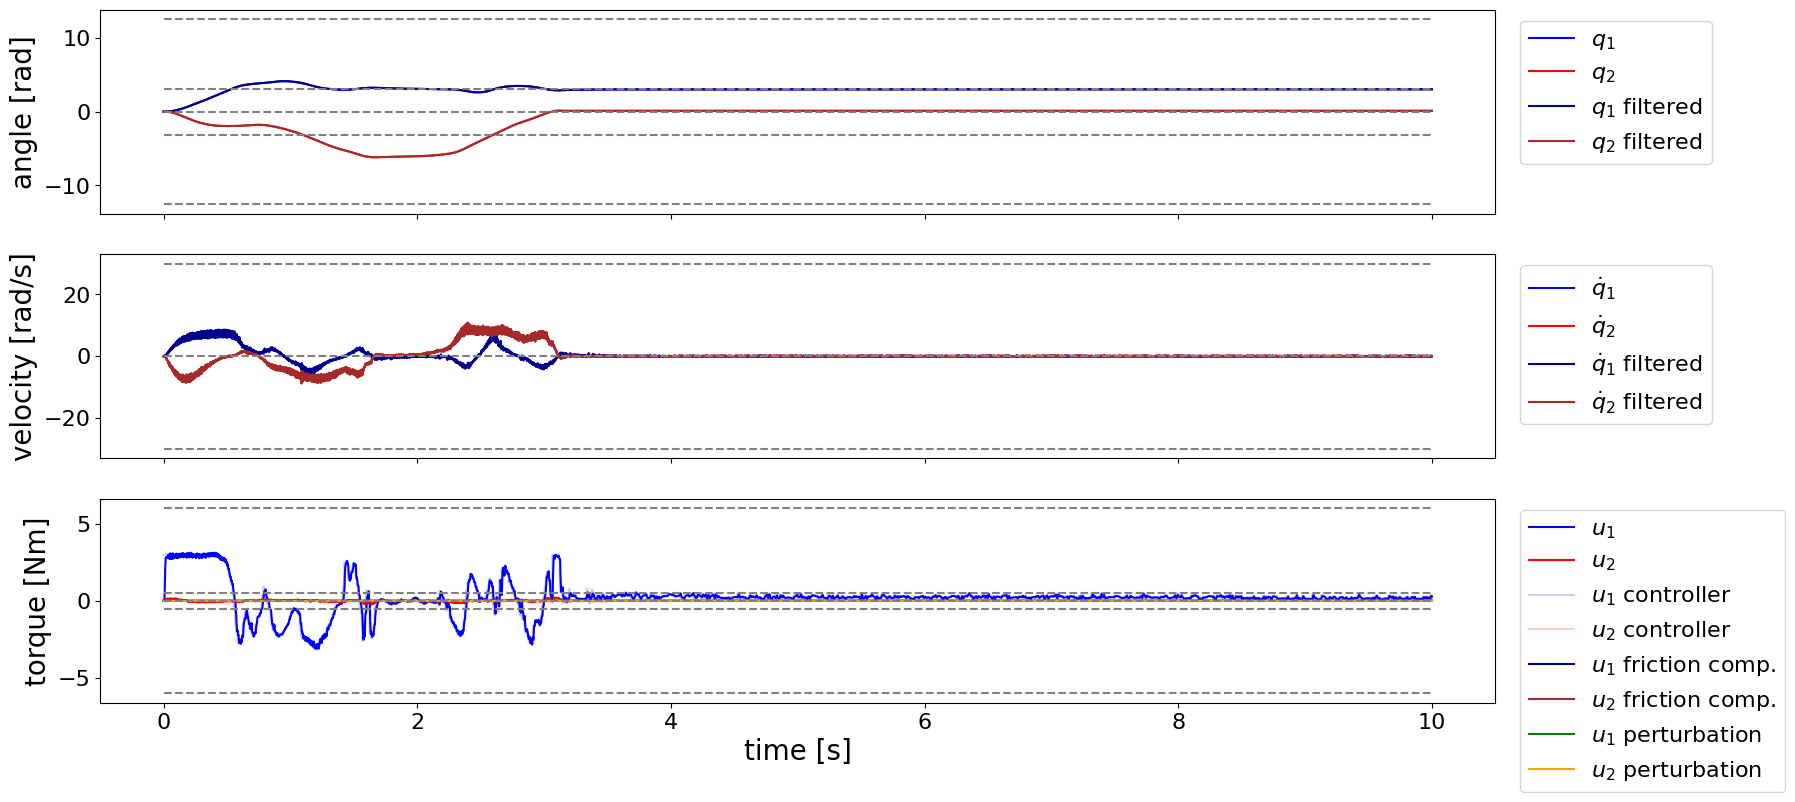 angle [rad]
10
0
−10
q₁
q₂
q₁ filtered
q₂ filtered
velocity [rad/s]
20
0
−20
q̇₁
q̇₂
q̇₁ filtered
q̇₂ filtered
torque [Nm]
5
0
−5
0 2 4 6 8 10
time [s]
u₁
u₂
u₁ controller
u₂ controller
u₁ friction comp.
u₂ friction comp.
u₁ perturbation
u₂ perturbation